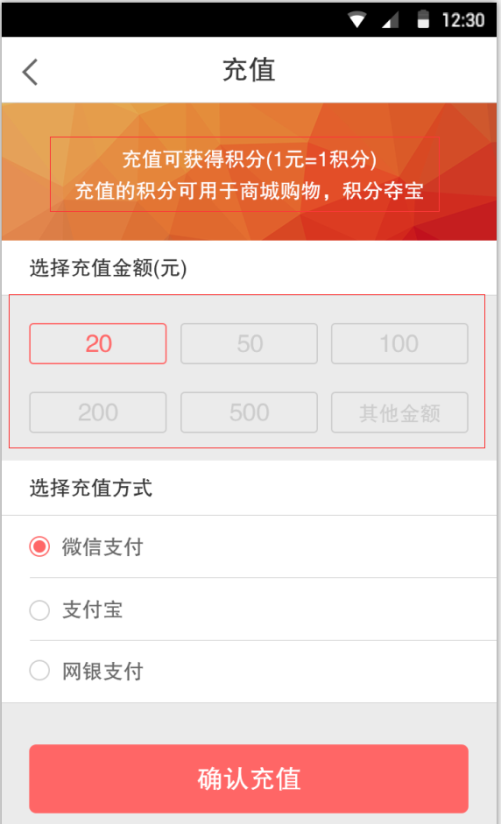 12:30
充值
充值可获得积分(1元=1积分)
充值的积分可用于商城购物，积分夺宝
选择充值金额(元)
20 50 100
200 500 其他金额
选择充值方式
微信支付
支付宝
网银支付
确认充值